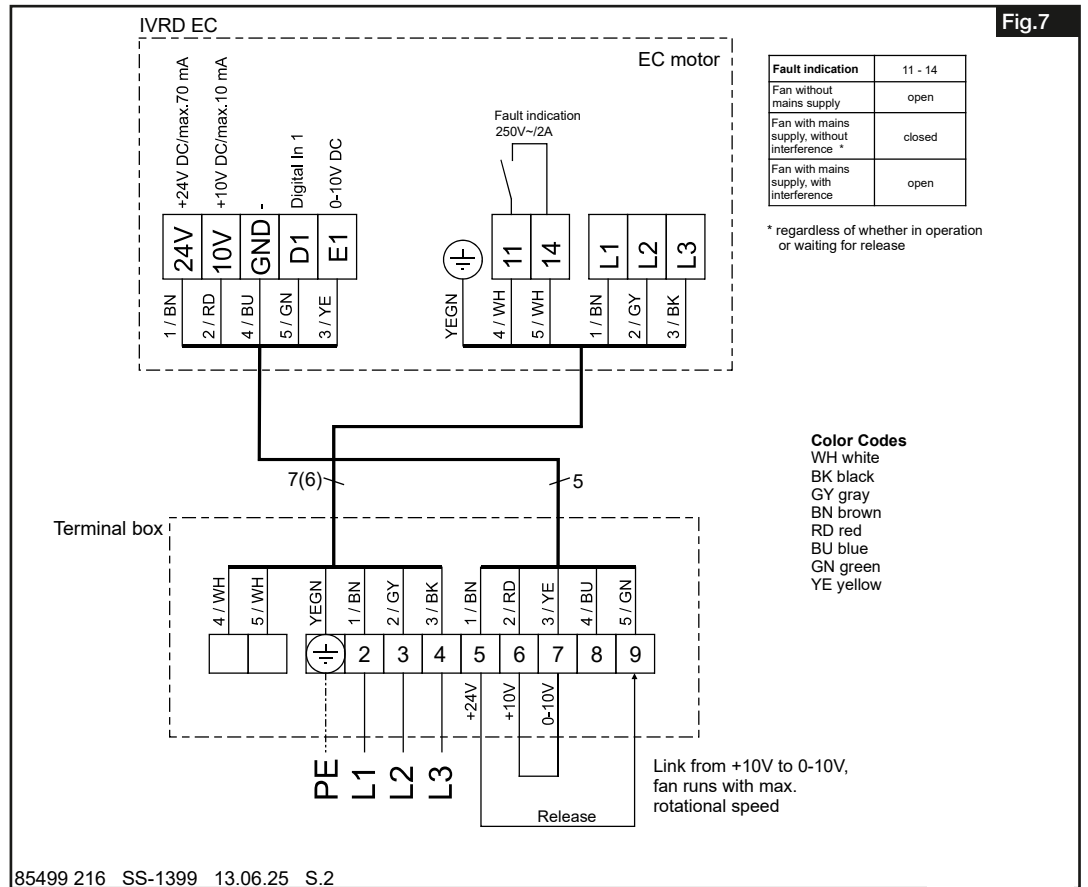 Fig.7
IVRD EC
EC motor
+24V DC/max.70 mA
+10V DC/max.10 mA
-
Digital In 1
0-10V DC
Fault indication
250V~/2A
24V
10V
GND
D1
E1
11
14
L1
L2
L3
1 / BN
2 / RD
4 / BU
5 / GN
3 / YE
YEGN
4 / WH
5 / WH
1 / BN
2 / GY
3 / BK
Fault indication 11 - 14
Fan without
mains supply
open
Fan with mains
supply, without
interference *
closed
Fan with mains
supply, with
interference
open
* regardless of whether in operation
or waiting for release
7(6)
5
Color Codes
WH white
BK black
GY gray
BN brown
RD red
BU blue
GN green
YE yellow
Terminal box
4 / WH
5 / WH
YEGN
1 / BN
2 / GY
3 / BK
1 / BN
2 / RD
3 / YE
4 / BU
5 / GN
2 3 4 5 6 7 8 9
+24V
+10V
0-10V
PE
L1
L2
L3
Link from +10V to 0-10V,
fan runs with max.
rotational speed
Release
85499 216 SS-1399 13.06.25 S.2